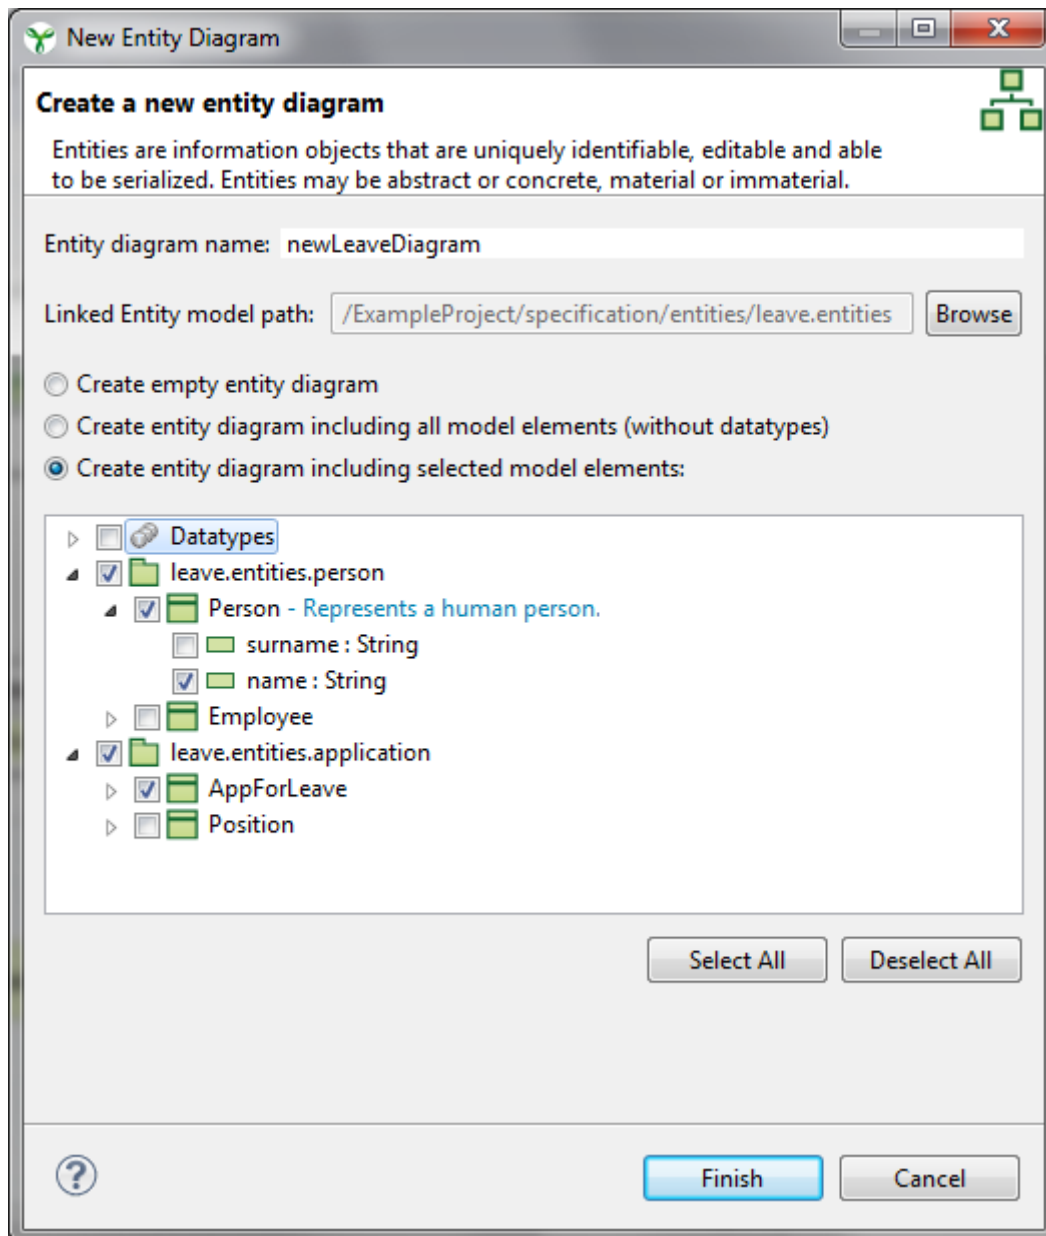 New Entity Diagram
Create a new entity diagram
Entities are information objects that are uniquely identifiable, editable and able
to be serialized. Entities may be abstract or concrete, material or immaterial.
Entity diagram name: newLeaveDiagram
Linked Entity model path: /ExampleProject/specification/entities/leave.entities Browse
Create empty entity diagram
Create entity diagram including all model elements (without datatypes)
Create entity diagram including selected model elements:
Datatypes
leave.entities.person
Person - Represents a human person.
surname : String
name : String
Employee
leave.entities.application
AppForLeave
Position
Select All Deselect All
? Finish Cancel